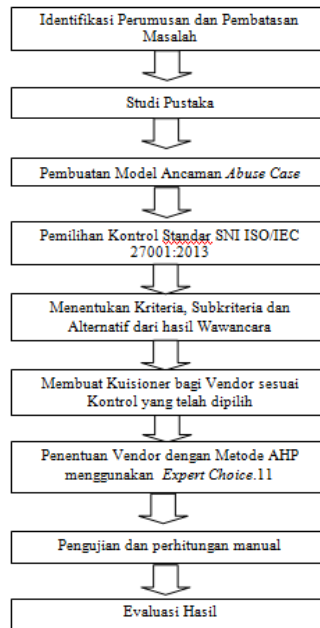 Identifikasi Perumusan dan Pembatasan
Masalah
Studi Pustaka
Pembuatan Model Ancaman Abuse Case
Pemilihan Kontrol Standar SNI ISO/IEC
27001:2013
Menentukan Kriteria, Subkriteria dan
Alternatif dari hasil Wawancara
Membuat Kuisioner bagi Vendor sesuai
Kontrol yang telah dipilih
Penentuan Vendor dengan Metode AHP
menggunakan Expert Choice.11
Pengujian dan perhitungan manual
Evaluasi Hasil